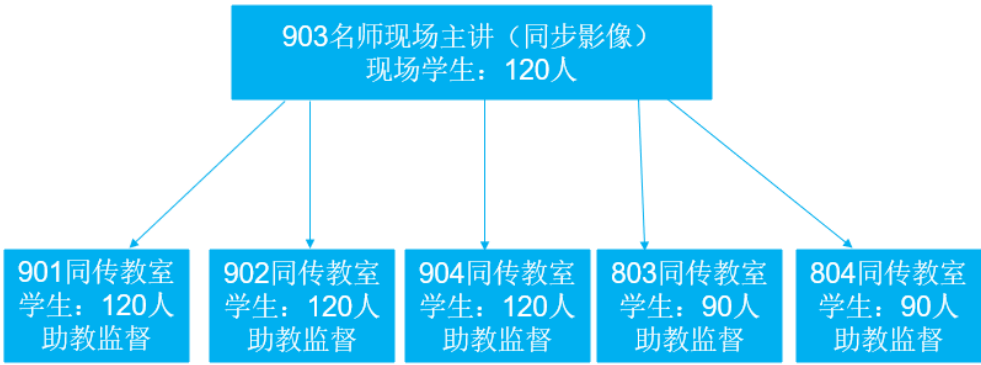 903名师现场主讲（同步影像）
现场学生：120人
901同传教室
学生：120人
助教监督
902同传教室
学生：120人
助教监督
904同传教室
学生：120人
助教监督
803同传教室
学生：90人
助教监督
804同传教室
学生：90人
助教监督